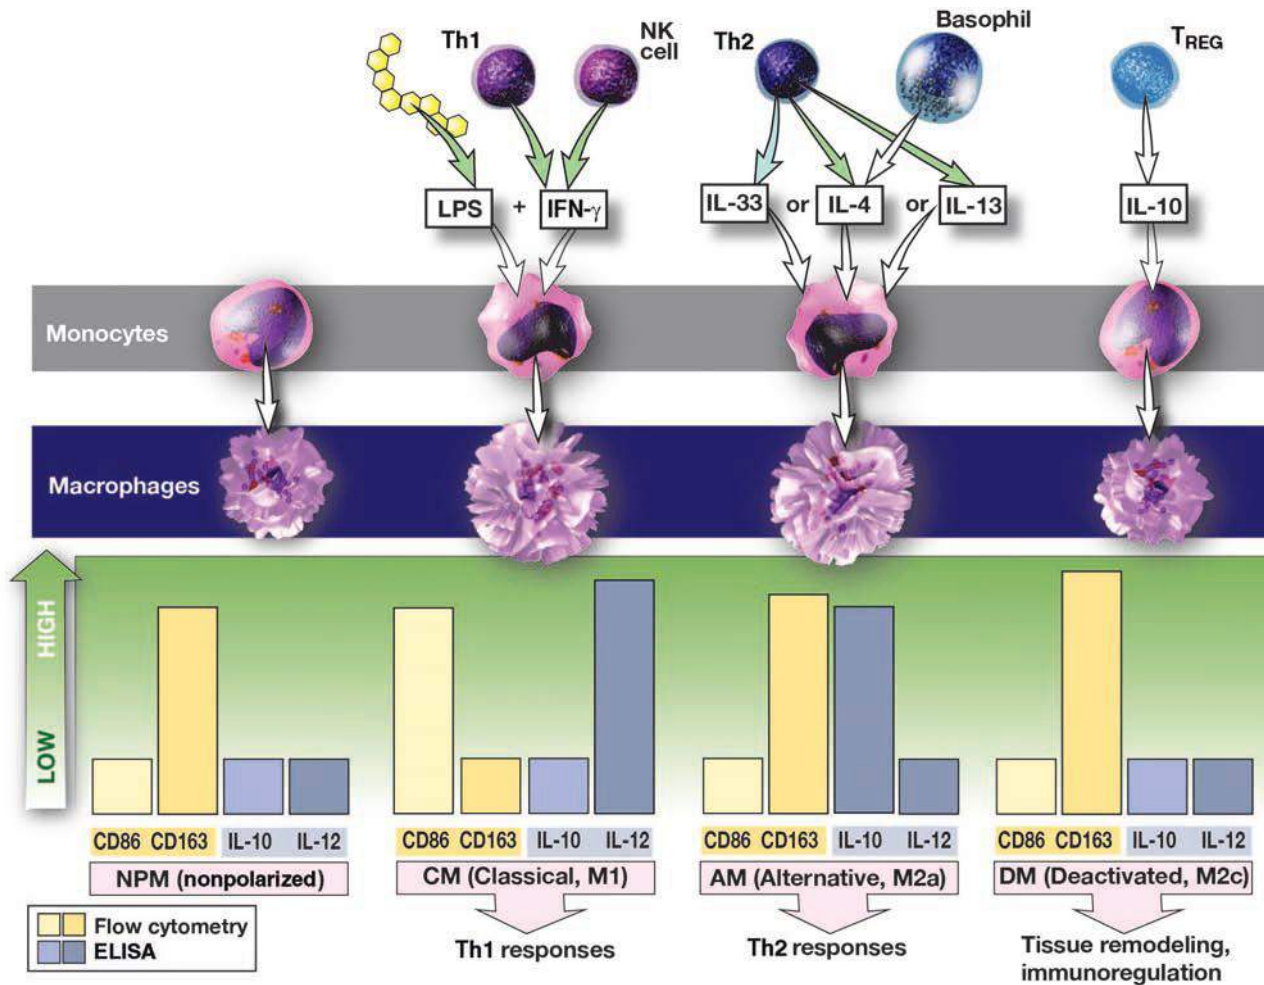 Th1
NK
cell
Th2
Basophil
TREG
LPS + IFN-γ
IL-33 or IL-4 or IL-13
IL-10
Monocytes
Macrophages
HIGH
LOW
CD86 CD163 IL-10 IL-12
CD86 CD163 IL-10 IL-12
CD86 CD163 IL-10 IL-12
CD86 CD163 IL-10 IL-12
NPM (nonpolarized)
CM (Classical, M1)
AM (Alternative, M2a)
DM (Deactivated, M2c)
Flow cytometry
ELISA
Th1 responses
Th2 responses
Tissue remodeling,
immunoregulation